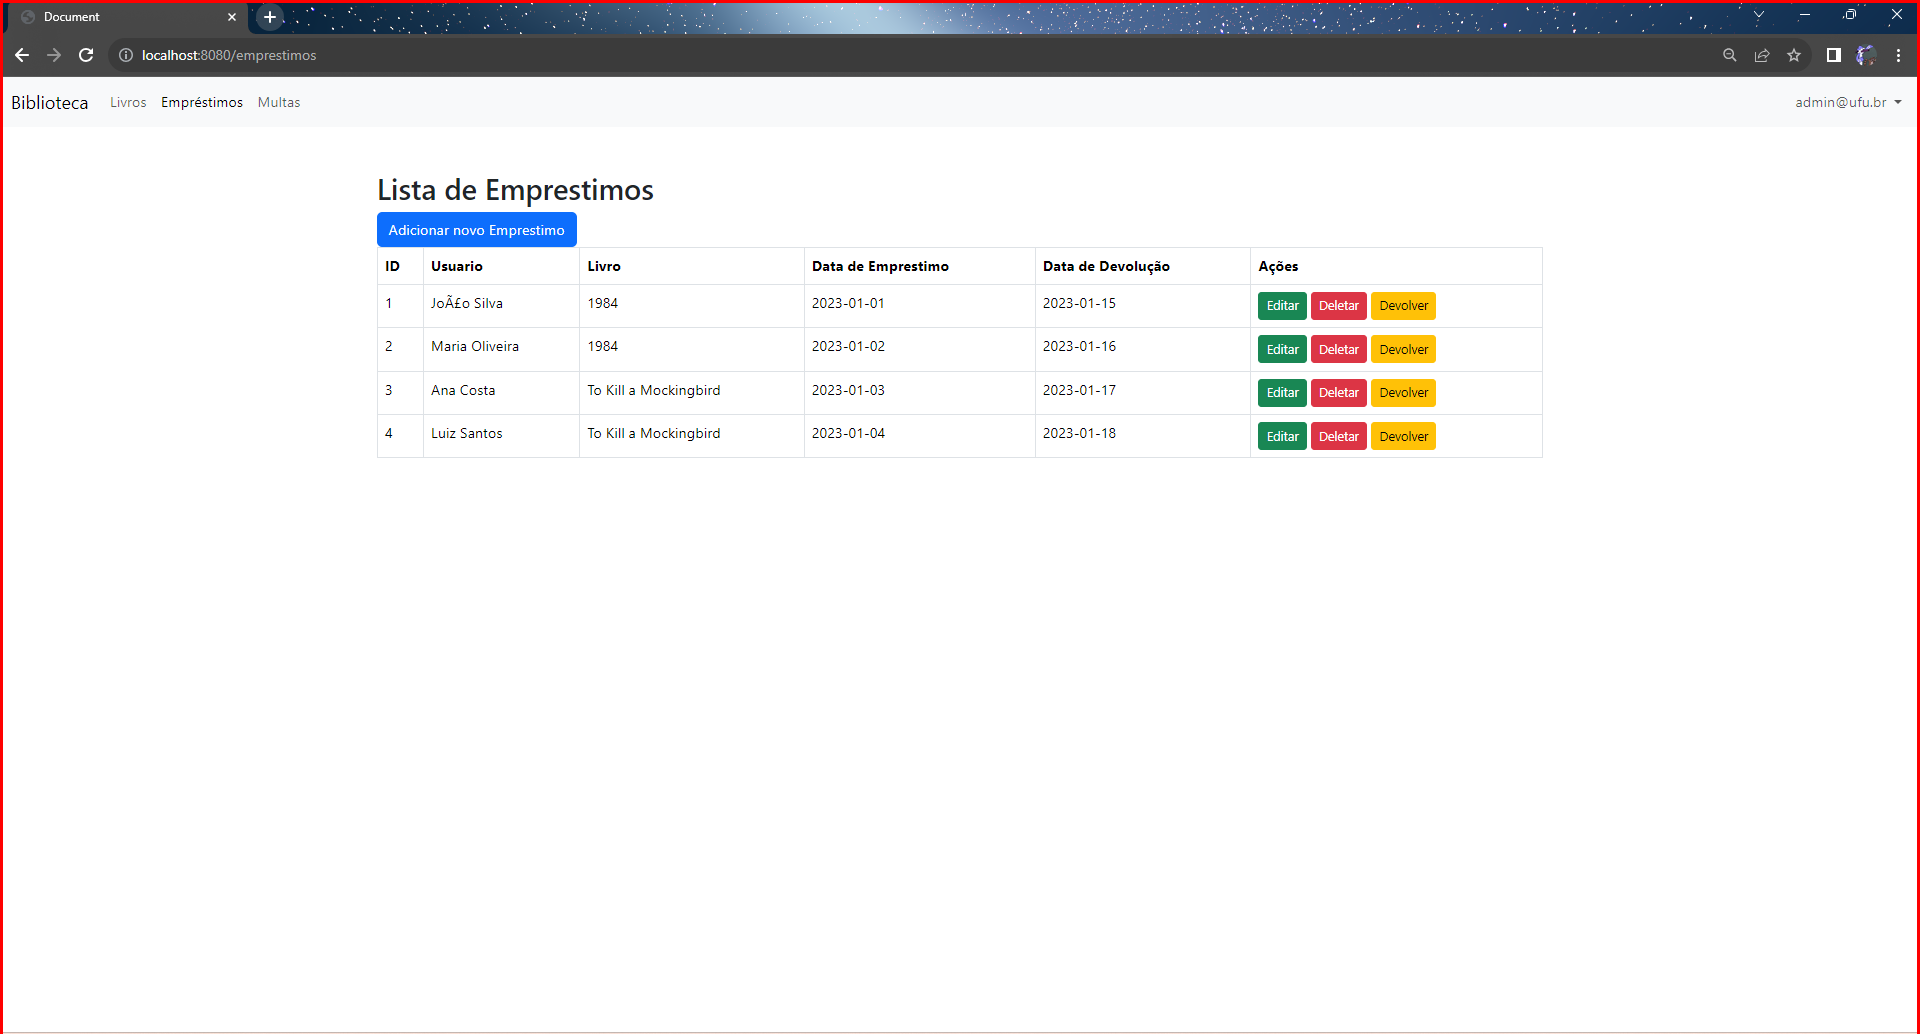 Document
localhost:8080/emprestimos
Biblioteca Livros Empréstimos Multas admin@ufu.br
Lista de Emprestimos
Adicionar novo Emprestimo
ID Usuario Livro Data de Emprestimo Data de Devolução Ações
1 JoÃ£o Silva 1984 2023-01-01 2023-01-15 Editar Deletar Devolver
2 Maria Oliveira 1984 2023-01-02 2023-01-16 Editar Deletar Devolver
3 Ana Costa To Kill a Mockingbird 2023-01-03 2023-01-17 Editar Deletar Devolver
4 Luiz Santos To Kill a Mockingbird 2023-01-04 2023-01-18 Editar Deletar Devolver